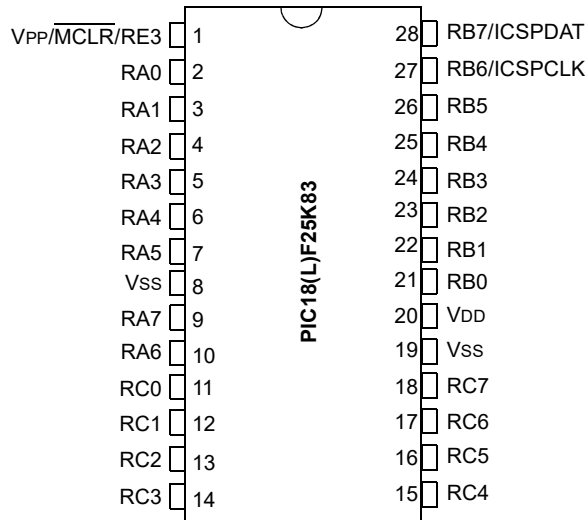 VPP/MCLR/RE3 1 28 RB7/ICSPDAT
RA0 2 27 RB6/ICSPCLK
RA1 3 26 RB5
RA2 4 25 RB4
RA3 5 24 RB3
RA4 6 23 RB2
RA5 7 22 RB1
VSS 8 21 RB0
RA7 9 20 VDD
RA6 10 19 VSS
RC0 11 18 RC7
RC1 12 17 RC6
RC2 13 16 RC5
RC3 14 15 RC4
PIC18(L)F25K83